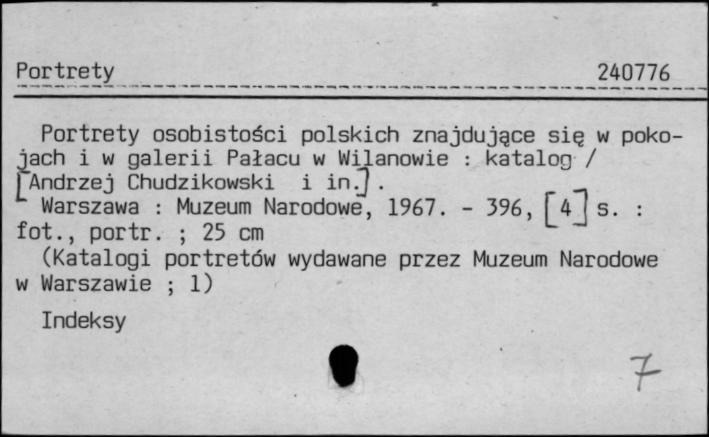 Portrety 240776
Portrety osobistości polskich znajdujące się w poko-
jach i w galerii Pałacu w Wilanowie : katalog /
[Andrzej Chudzikowski i in.] .
Warszawa : Muzeum Narodowe, 1967. - 396, [4] s. :
fot., portr. ; 25 cm
(Katalogi portretów wydawane przez Muzeum Narodowe
w Warszawie ; 1)
Indeksy
7